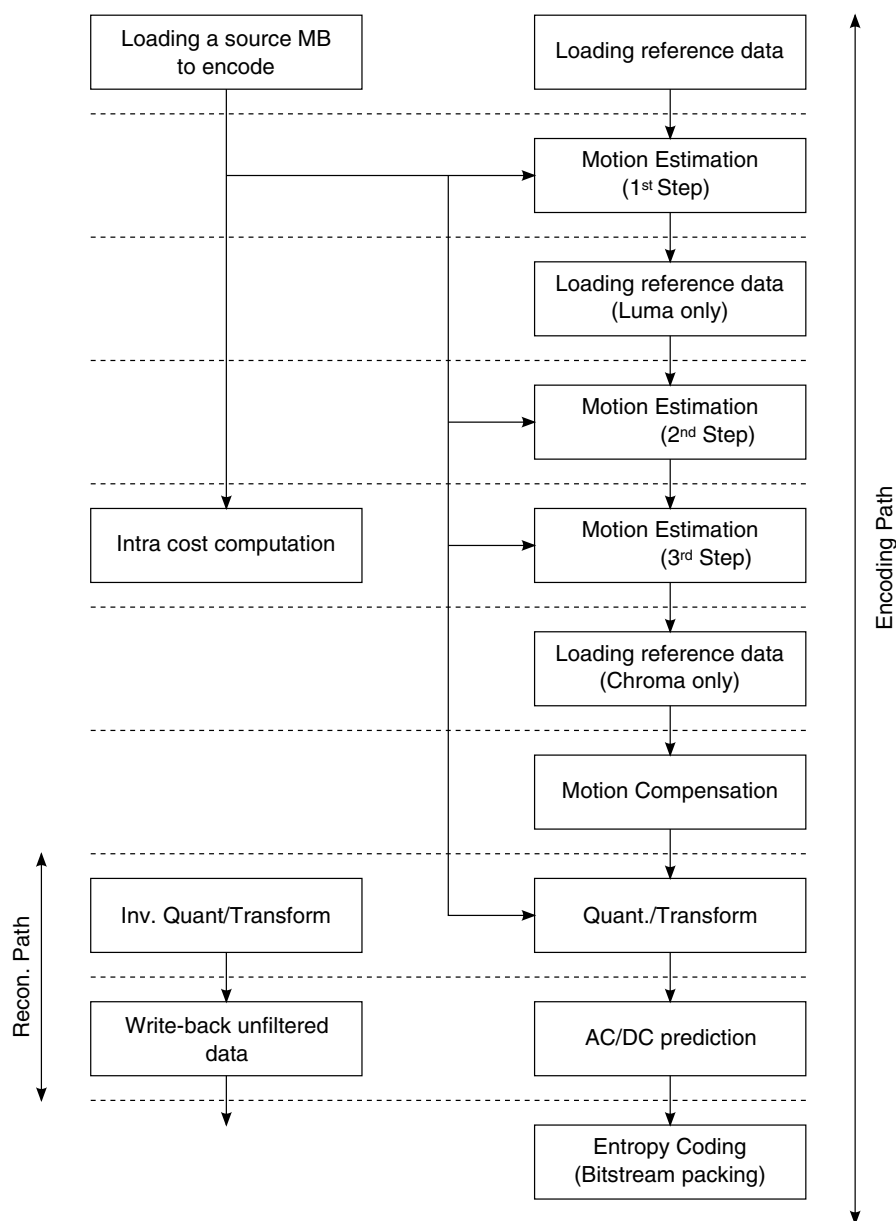 Loading a source MB
to encode
Loading reference data
Motion Estimation
(1st Step)
Loading reference data
(Luma only)
Motion Estimation
(2nd Step)
Intra cost computation
Motion Estimation
(3rd Step)
Loading reference data
(Chroma only)
Motion Compensation
Inv. Quant/Transform
Quant./Transform
Write-back unfiltered
data
AC/DC prediction
Entropy Coding
(Bitstream packing)
Recon. Path
Encoding Path